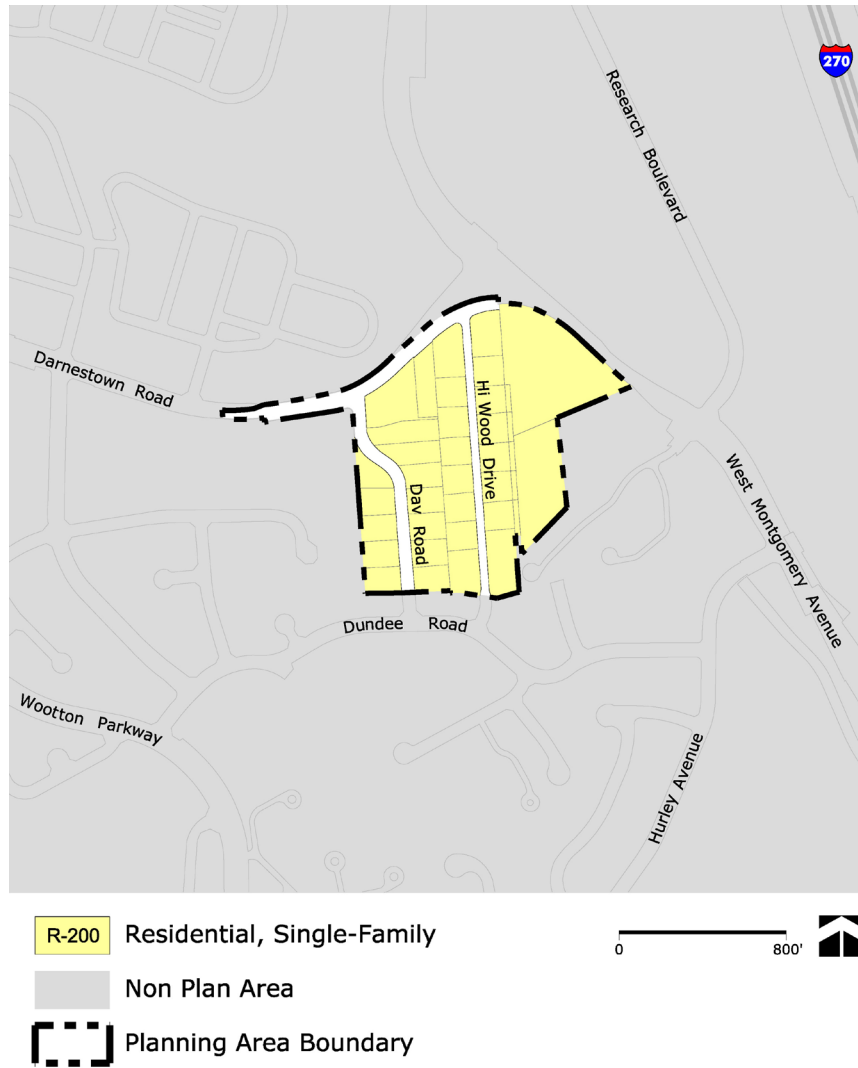 270
Research Boulevard
Darnestown Road
Hi Wood Drive
West Montgomery Avenue
Dav Road
Dundee Road
Wootton Parkway
Hurley Avenue
R-200 Residential, Single-Family
0 800'
Non Plan Area
Planning Area Boundary